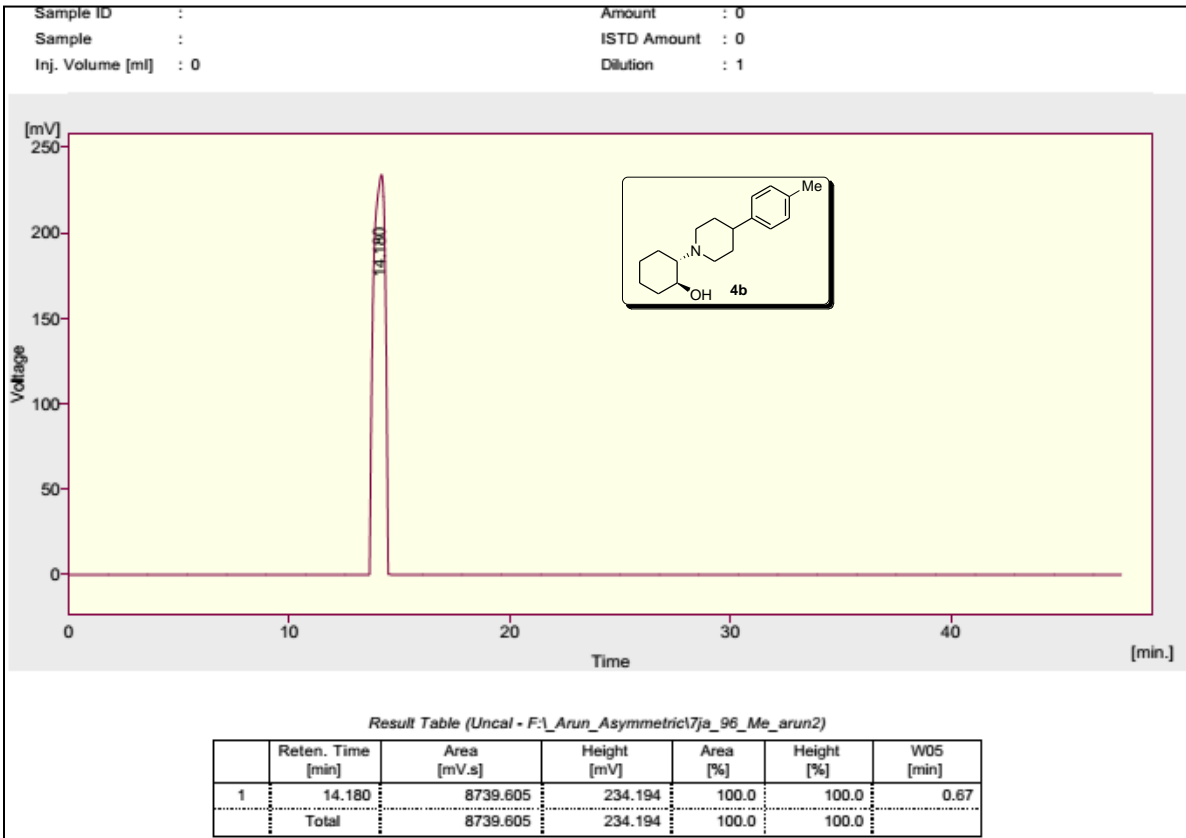 Sample ID : Amount : 0
Sample : ISTD Amount : 0
Inj. Volume [ml] : 0 Dilution : 1
[mV]
250
200
150
100
50
0
Voltage
14.180
Me
N
OH 4b
0 10 20 30 40
Time [min.]
Result Table (Uncal - F:\_Arun_Asymmetric\7ja_96_Me_arun2)
Reten. Time [min] Area [mV.s] Height [mV] Area [%] Height [%] W05 [min]
1 14.180 8739.605 234.194 100.0 100.0 0.67
Total 8739.605 234.194 100.0 100.0